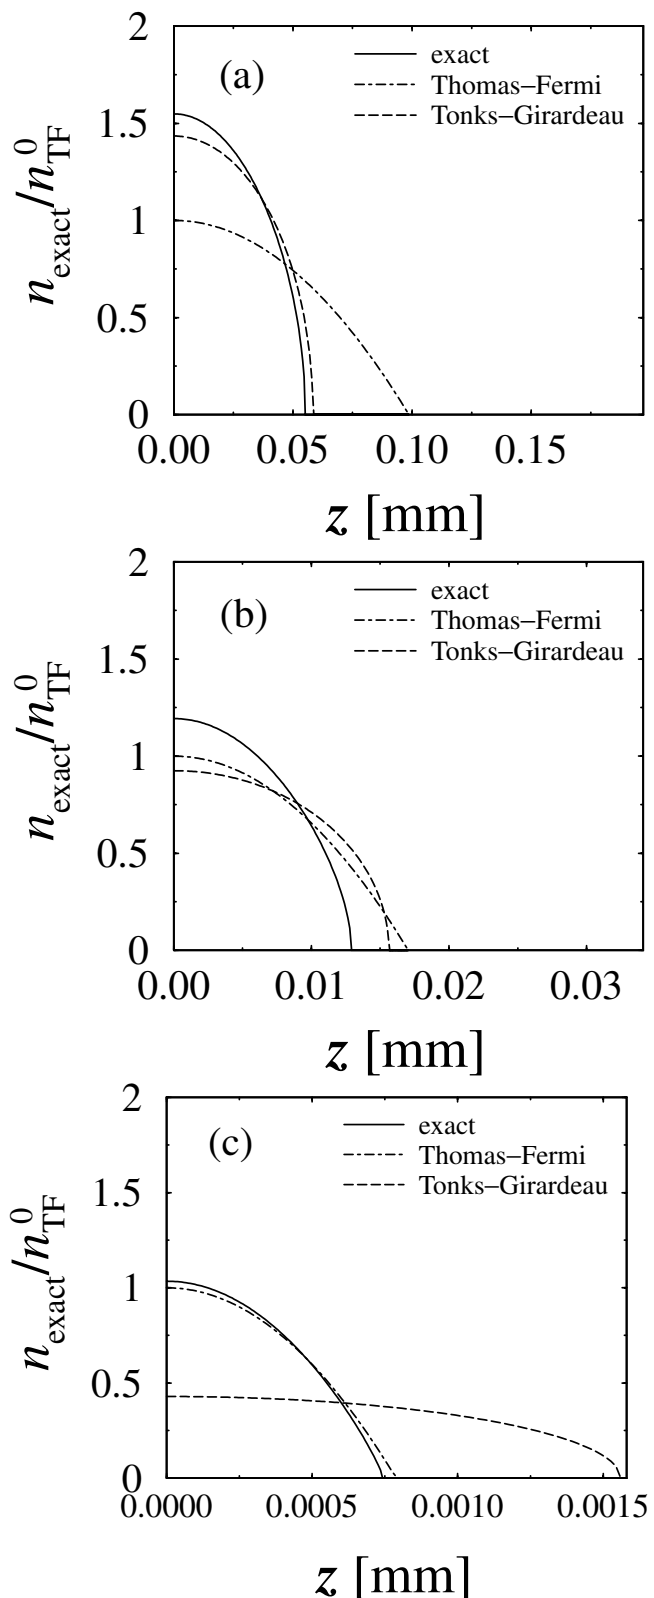 2
(a)
exact
Thomas–Fermi
Tonks–Girardeau
1.5
1
0.5
0
n_exact/n^0_TF
0.00 0.05 0.10 0.15
z [mm]
2
(b)
exact
Thomas–Fermi
Tonks–Girardeau
1.5
1
0.5
0
n_exact/n^0_TF
0.00 0.01 0.02 0.03
z [mm]
2
(c)
exact
Thomas–Fermi
Tonks–Girardeau
1.5
1
0.5
0
n_exact/n^0_TF
0.0000 0.0005 0.0010 0.0015
z [mm]